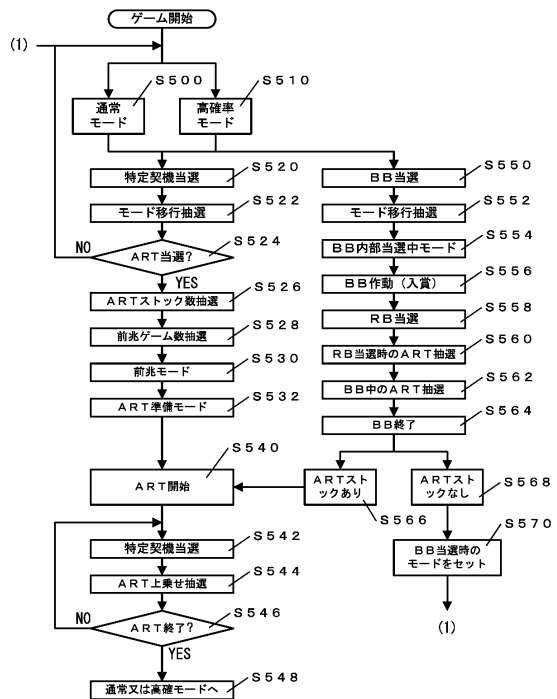 ゲーム開始
(1)
S500
S510
通常
モード
高確率
モード
特定契機当選
S520
モード移行抽選
S522
ART当選?
S524
NO
YES
ARTストック数抽選
S526
前兆ゲーム数抽選
S528
前兆モード
S530
ART準備モード
S532
S540
ART開始
特定契機当選
S542
ART上乗せ抽選
S544
ART終了?
S546
NO
YES
通常又は高確モードへ
S548
BB当選
S550
モード移行抽選
S552
BB内部当選中モード
S554
BB作動(入賞)
S556
RB当選
S558
RB当選時のART抽選
S560
BB中のART抽選
S562
BB終了
S564
ARTスト
ックあり
S566
ARTスト
ックなし
S568
S570
BB当選時の
モードをセット
(1)